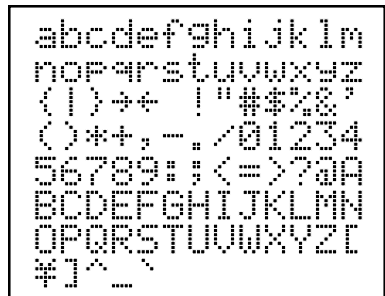 abcdefghijklm
nopqrstuvwxyz
{|}→← !"#$%&'
()*+,-./01234
56789:;<=>?@A
BCDEFGHIJKLMN
OPQRSTUVWXYZ[
¥]^_`